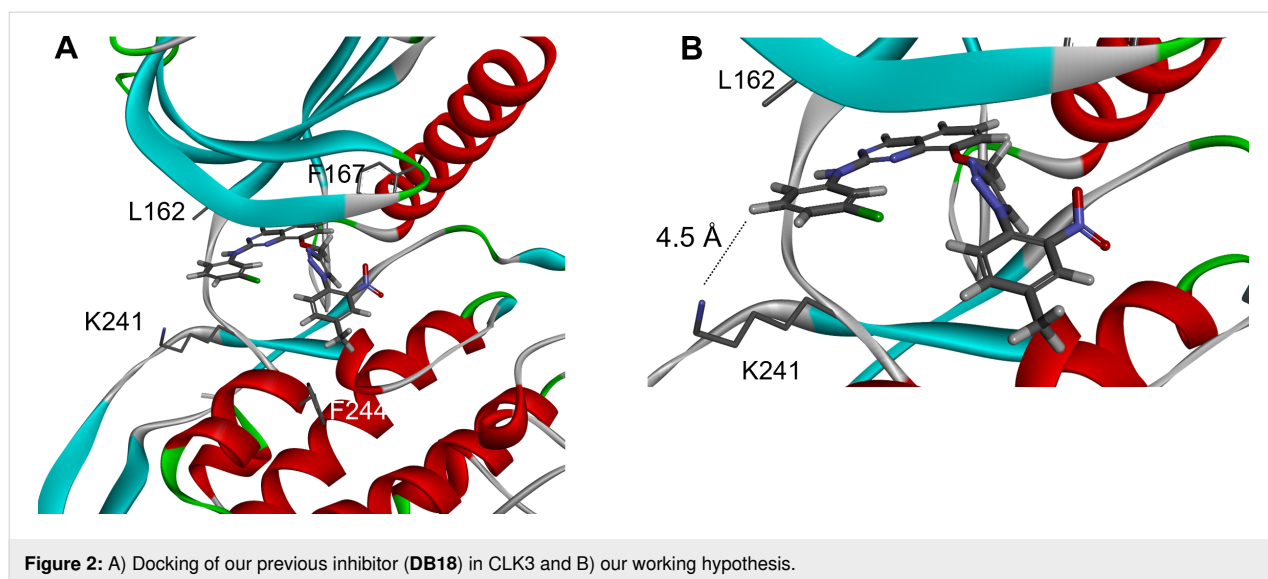 A
F167
L162
K241
F244
B
L162
4.5 Å
K241
Figure 2: A) Docking of our previous inhibitor (DB18) in CLK3 and B) our working hypothesis.